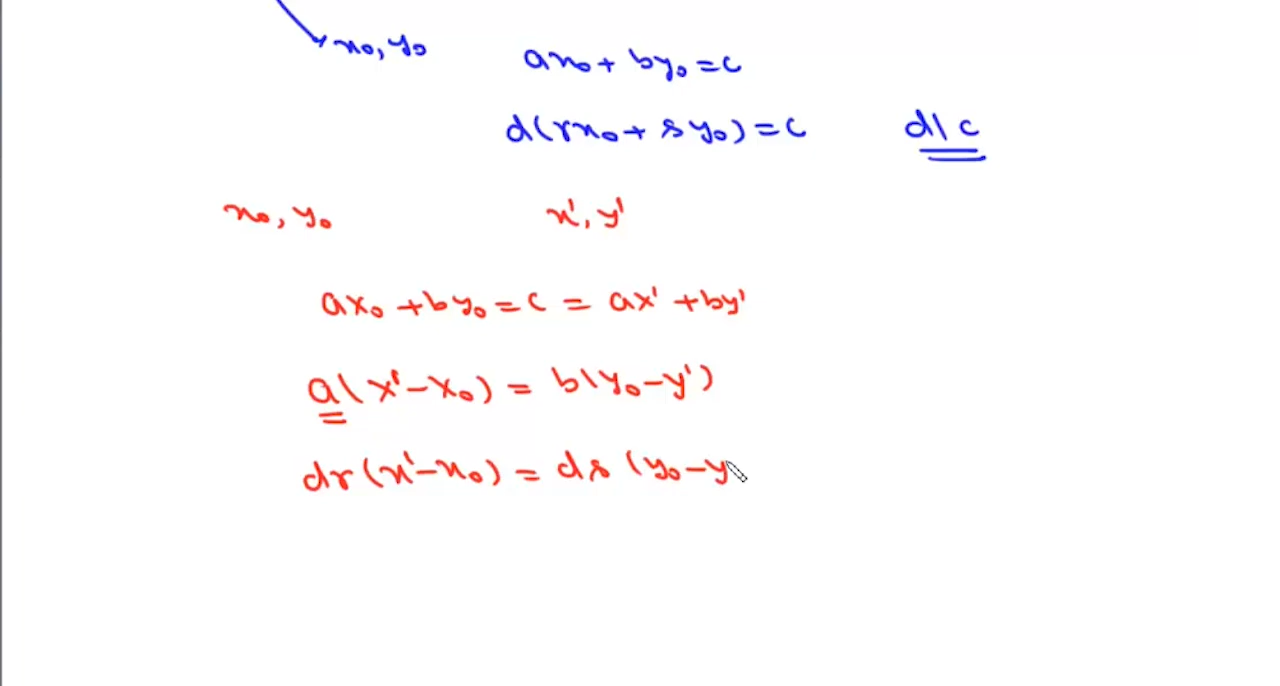 x₀, y₀
ax₀ + by₀ = c
d(rx₀ + sy₀) = c d|c
x₀, y₀ x', y'
ax₀ + by₀ = c = ax' + by'
a(x' - x₀) = b(y₀ - y')
dr(x' - x₀) = ds(y₀ - y